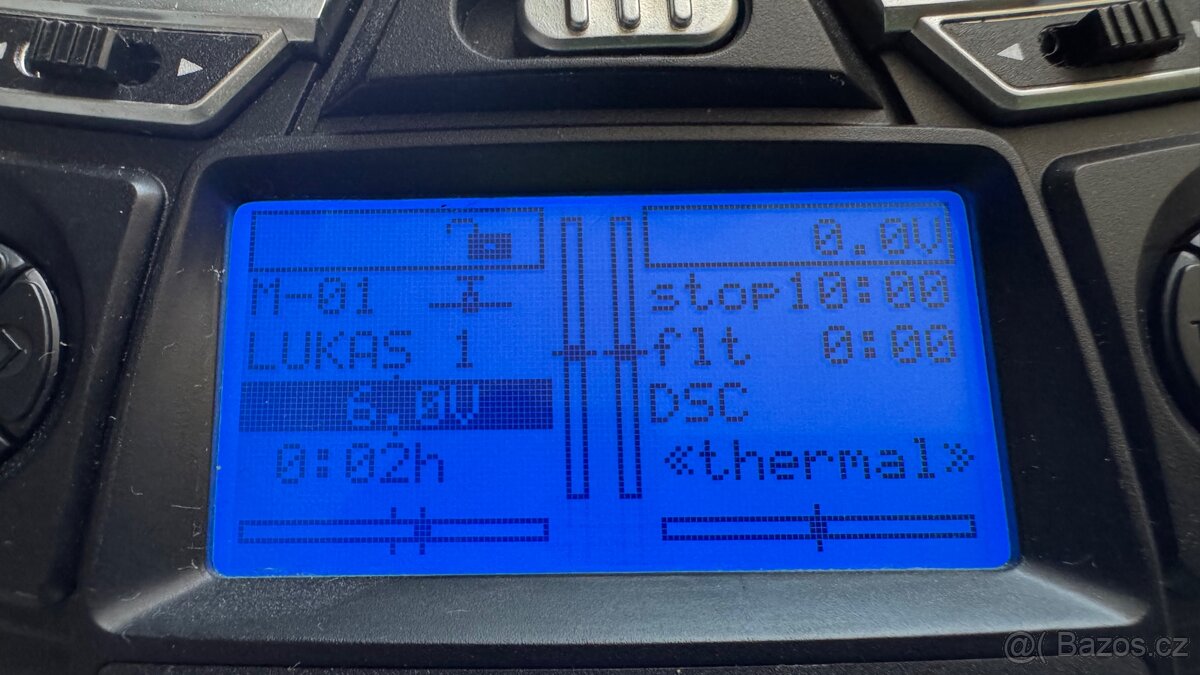 M-01
LUKAS 1
6.0V
0:02h
0.0V
stop10:00
flt 0:00
DSC
«thermal»
@( Bazos.cz